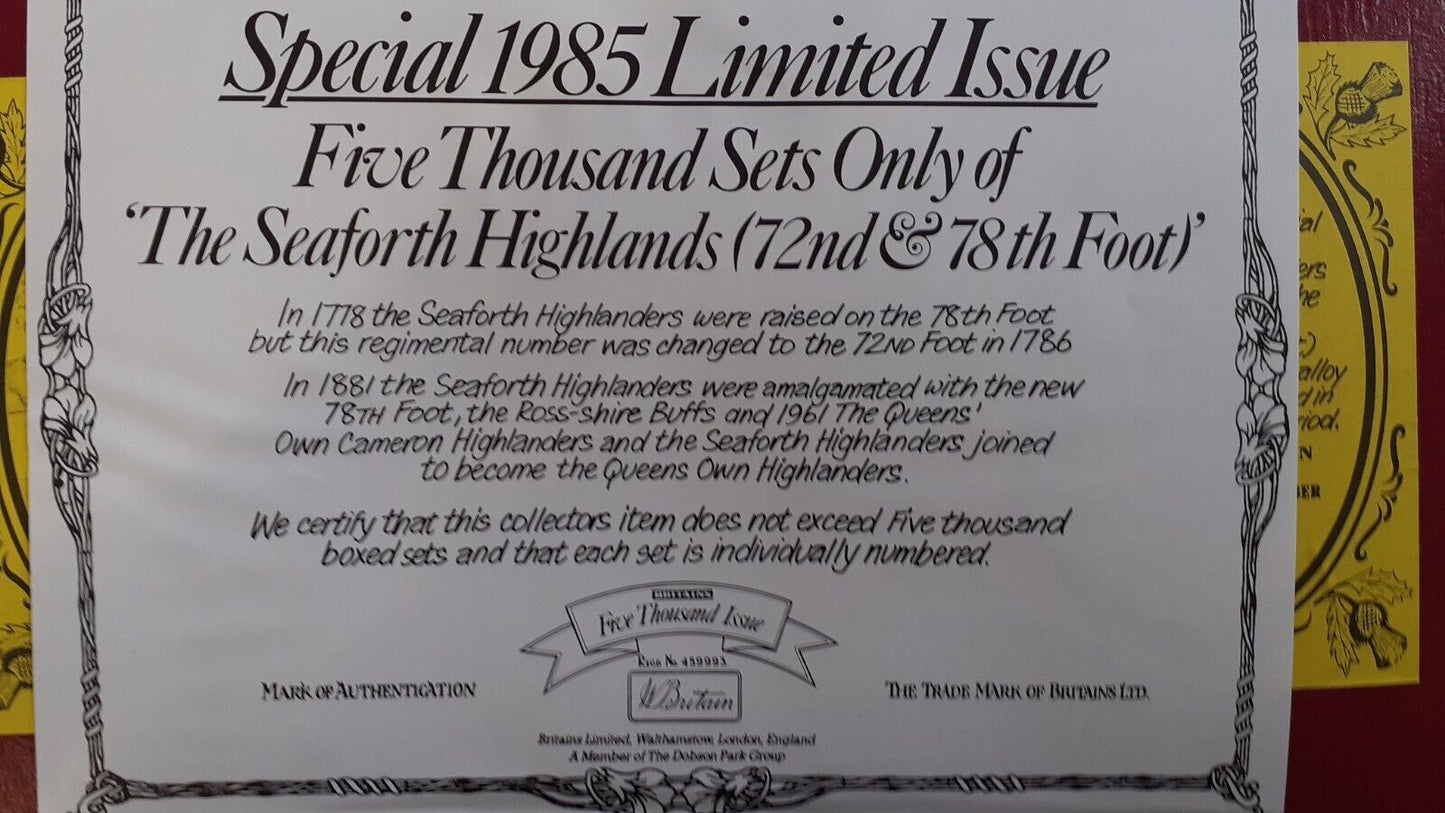 Special 1985 Limited Issue
Five Thousand Sets Only of
‘The Seaforth Highlands (72nd & 78th Foot)’
In 1778 the Seaforth Highlanders were raised on the 78th Foot
but this regimental number was changed to the 72ND Foot in 1786
In 1881 the Seaforth Highlanders were amalgamated with the new
78TH Foot, the Ross-shire Buffs and 1961 The Queens'
Own Cameron Highlanders and the Seaforth Highlanders joined
to become the Queens Own Highlanders.
We certify that this collectors item does not exceed Five thousand
boxed sets and that each set is individually numbered.
BRITAINS
Five Thousand Issue
REGD No 459993
WBritain
MARK OF AUTHENTICATION
THE TRADE MARK OF BRITAINS LTD.
Britains Limited, Walthamstow, London, England
A Member of The Dobson Park Group
alloy